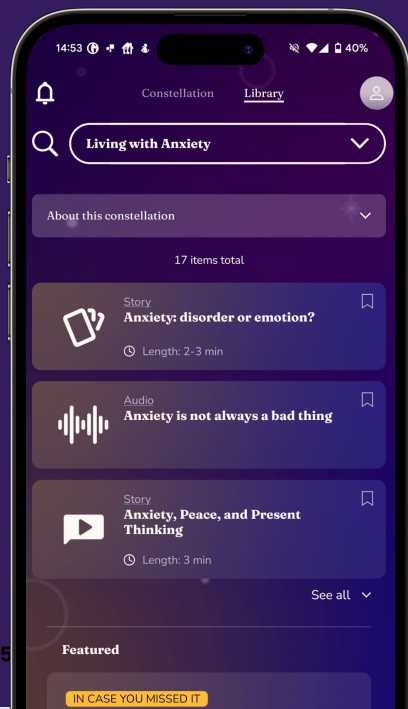 14:53 40%
Constellation Library
Living with Anxiety
About this constellation
17 items total
Story
Anxiety: disorder or emotion?
Length: 2-3 min
Audio
Anxiety is not always a bad thing
Story
Anxiety, Peace, and Present
Thinking
Length: 3 min
See all
5
Featured
IN CASE YOU MISSED IT